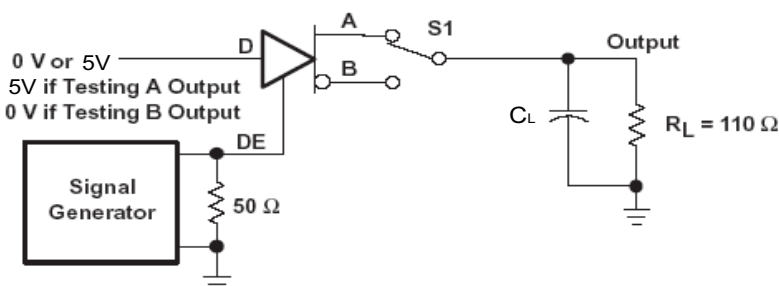 A
S1
D
Output
0 V or 5V
5V if Testing A Output
B
0 V if Testing B Output
CL
RL = 110 Ω
DE
Signal
Generator
50 Ω